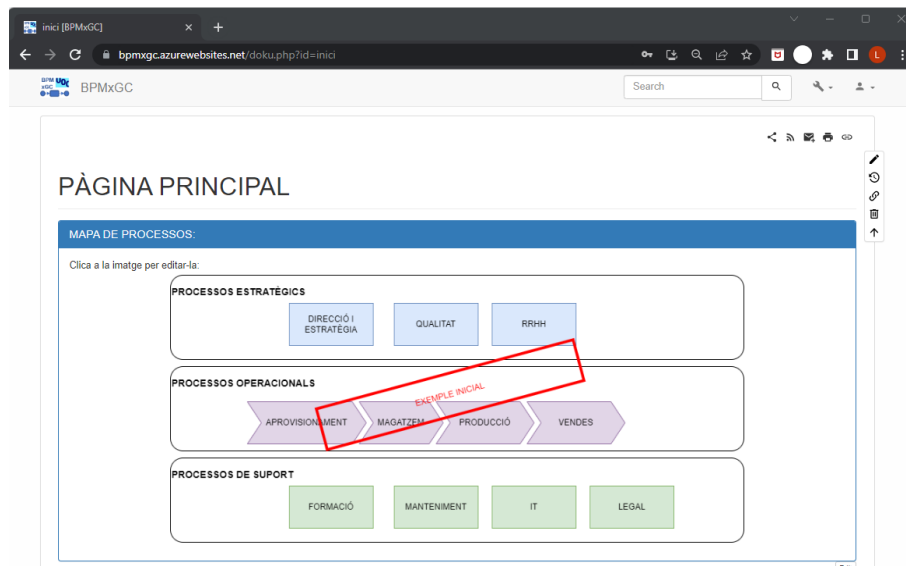 inici [BPMxGC]
bpmxgc.azurewebsites.net/doku.php?id=inici
L
BPM UOC
xGC
BPMxGC
Search
PÀGINA PRINCIPAL
MAPA DE PROCESSOS:
Clica a la imatge per editar-la:
PROCESSOS ESTRATÈGICS
DIRECCIÓ I
ESTRATÈGIA
QUALITAT
RRHH
PROCESSOS OPERACIONALS
EXEMPLE INICIAL
APROVISIONAMENT
MAGATZEM
PRODUCCIÓ
VENDES
PROCESSOS DE SUPORT
FORMACIÓ
MANTENIMENT
IT
LEGAL